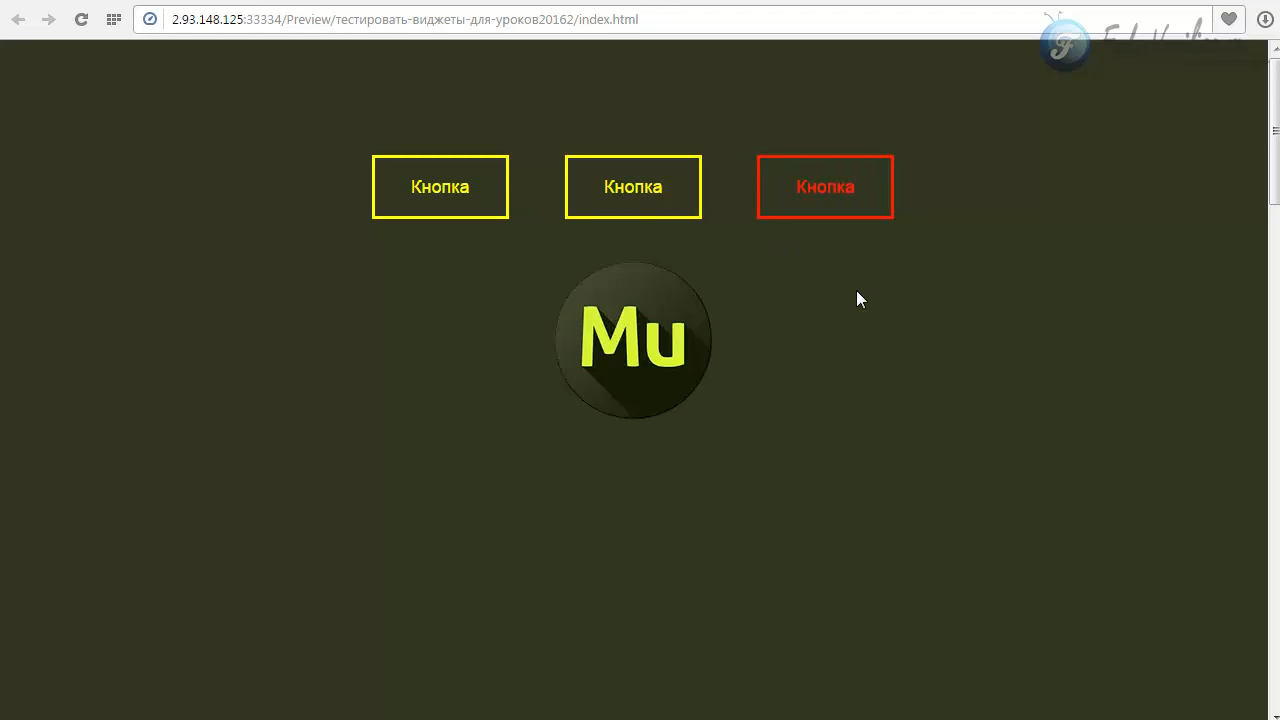 2.93.148.125:33334/Preview/тестировать-виджеты-для-уроков20162/index.html
Кнопка Кнопка Кнопка
Mu